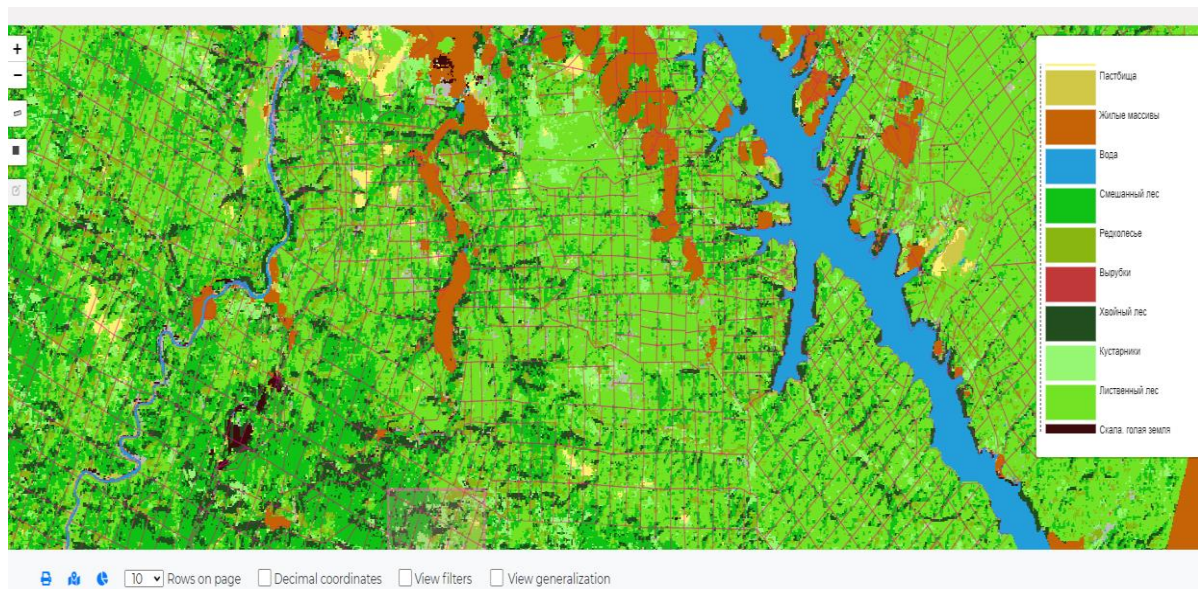 +
−
Пастбища
Жилые массивы
Вода
Смешанный лес
Редколесье
Вырубки
Хвойный лес
Кустарники
Лиственный лес
Скала. голая земля
10 Rows on page Decimal coordinates View filters View generalization